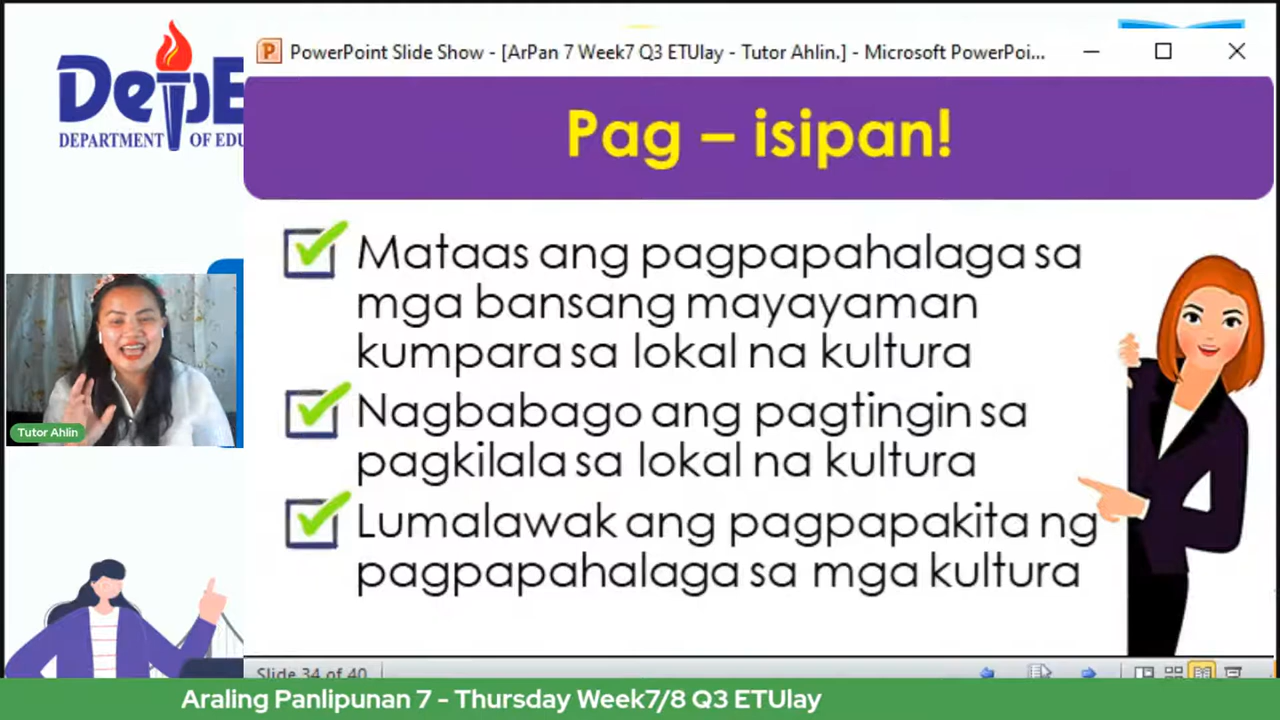 DepE
DEPARTMENT OF EDU
PowerPoint Slide Show - [ArPan 7 Week7 Q3 ETUlay - Tutor Ahlin.] - Microsoft PowerPoi...
Pag – isipan!
Mataas ang pagpapahalaga sa
mga bansang mayayaman
kumpara sa lokal na kultura
Nagbabago ang pagtingin sa
pagkilala sa lokal na kultura
Lumalawak ang pagpapakita ng
pagpapahalaga sa mga kultura
Tutor Ahlin
Slide 34 of 40
Araling Panlipunan 7 - Thursday Week7/8 Q3 ETUlay